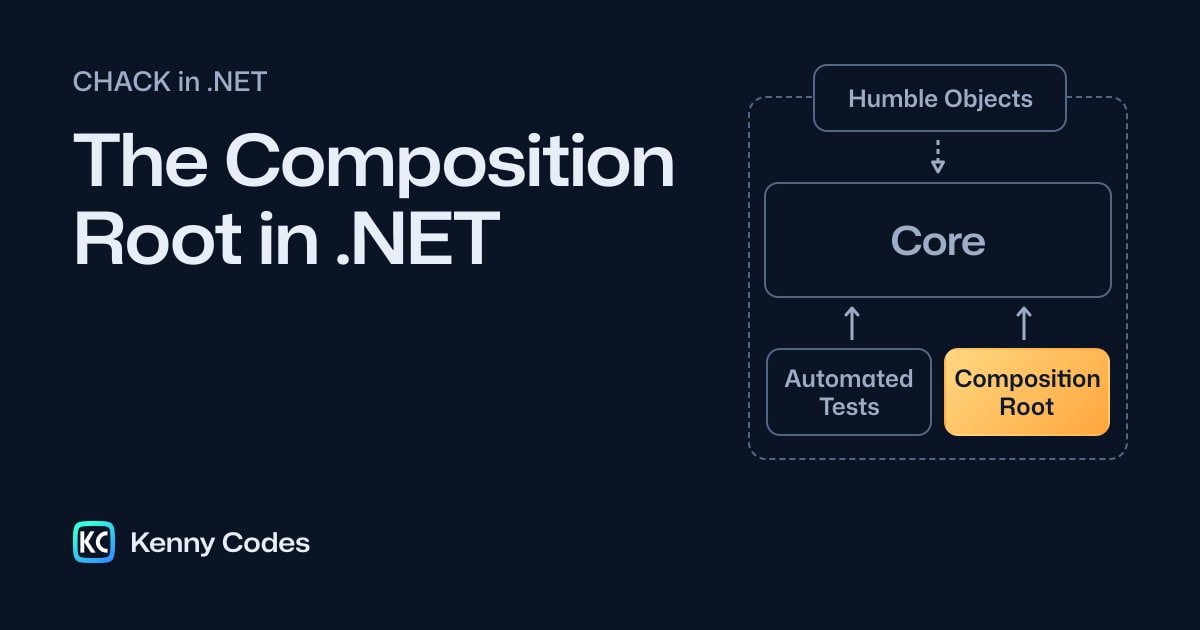 CHACK in .NET
The Composition
Root in .NET
Humble Objects
Core
Automated
Tests
Composition
Root
KC
Kenny Codes